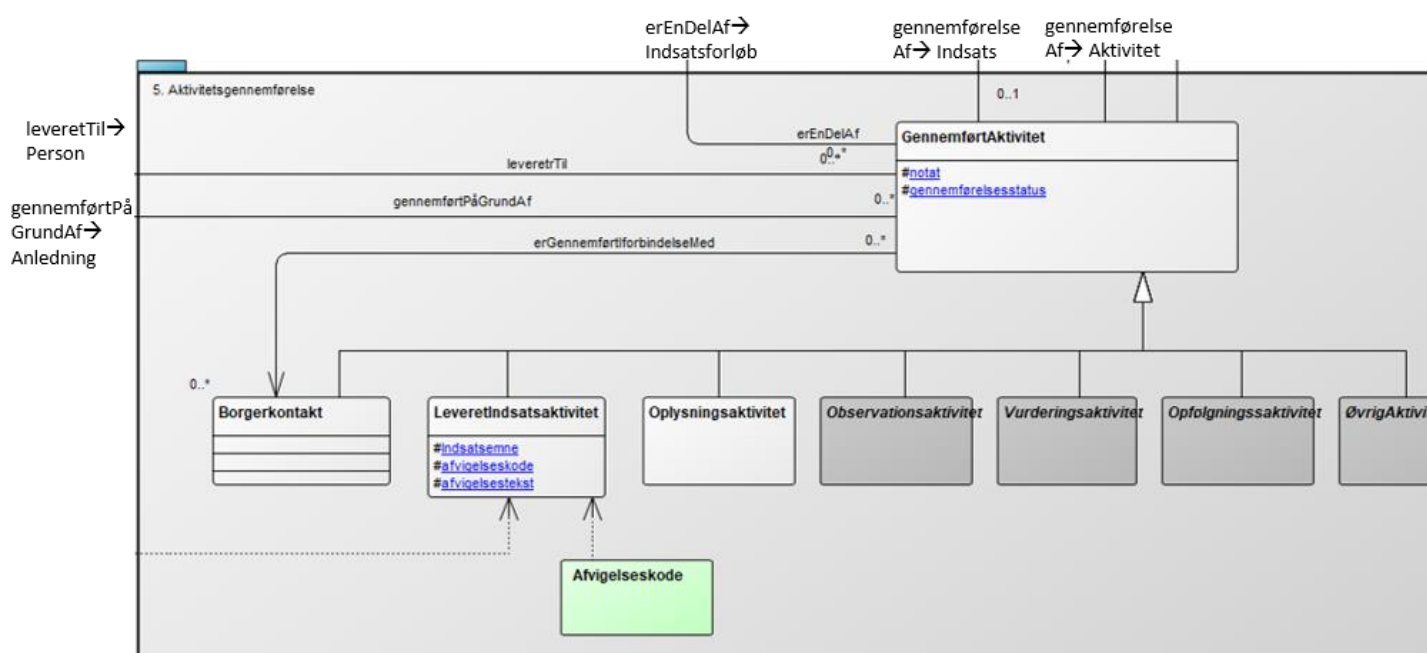 erEnDelAf→
Indsatsforløb
gennemførelse
Af→ Indsats
gennemførelse
Af→ Aktivitet
5. Aktivitetsgennemførelse
0..1
leveretTil→
Person
erEnDelAf
0..*
GennemførtAktivitet
leveretrTil
0..*
#notat
#gennemførelsesstatus
gennemførtPå
GrundAf→
Anledning
gennemførtPåGrundAf
0..*
erGennemførtIforbindelseMed
0..*
0..*
Borgerkontakt
LeveretIndsatsaktivitet
#Indsatsemne
#afvigelseskode
#afvigelsestekst
Oplysningsaktivitet
Observationsaktivitet
Vurderingsaktivitet
Opfølgningssaktivitet
ØvrigAktivi
Afvigelseskode